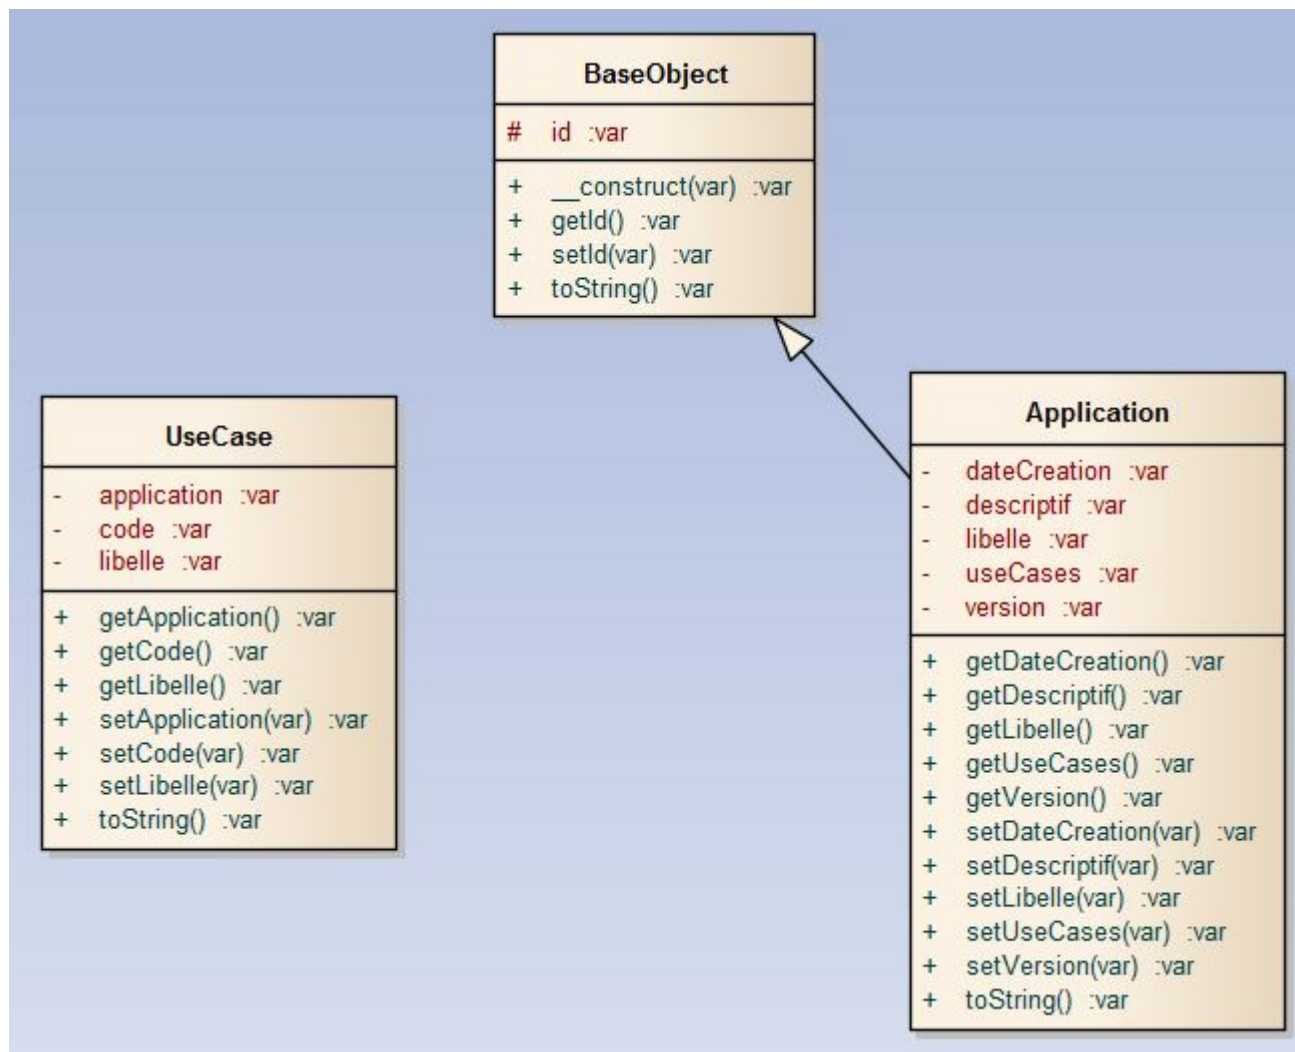 BaseObject
# id :var
+ __construct(var) :var
+ getId() :var
+ setId(var) :var
+ toString() :var
UseCase
- application :var
- code :var
- libelle :var
+ getApplication() :var
+ getCode() :var
+ getLibelle() :var
+ setApplication(var) :var
+ setCode(var) :var
+ setLibelle(var) :var
+ toString() :var
Application
- dateCreation :var
- descriptif :var
- libelle :var
- useCases :var
- version :var
+ getDateCreation() :var
+ getDescriptif() :var
+ getLibelle() :var
+ getUseCases() :var
+ getVersion() :var
+ setDateCreation(var) :var
+ setDescriptif(var) :var
+ setLibelle(var) :var
+ setUseCases(var) :var
+ setVersion(var) :var
+ toString() :var